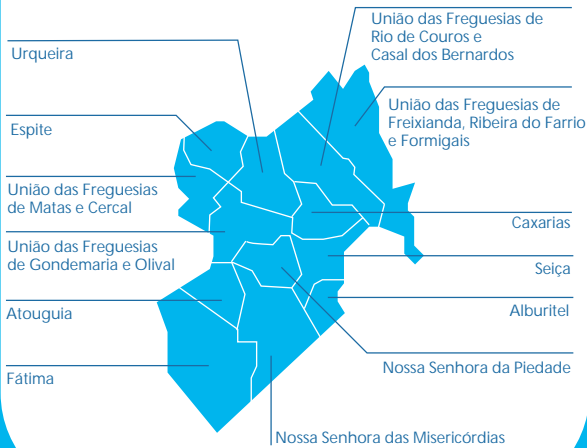 União das Freguesias de
Rio de Couros e
Casal dos Bernardos
Urqueira
União das Freguesias de
Freixianda, Ribeira do Farrio
e Formigais
Espite
União das Freguesias
de Matas e Cercal
Caxarias
União das Freguesias
de Gondemaria e Olival
Seiça
Atouguia
Alburitel
Nossa Senhora da Piedade
Fátima
Nossa Senhora das Misericórdias